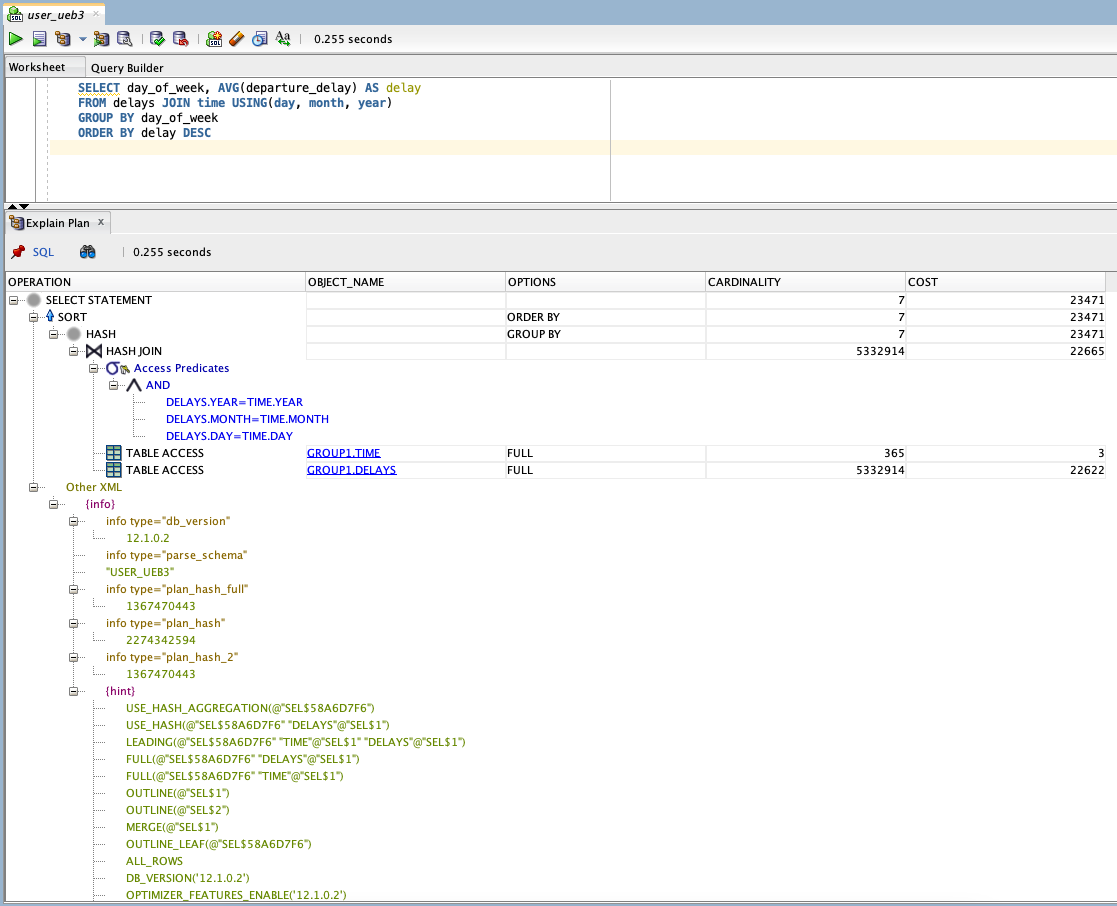 user_ueb3
0.255 seconds
Worksheet Query Builder
SELECT day_of_week, AVG(departure_delay) AS delay
FROM delays JOIN time USING(day, month, year)
GROUP BY day_of_week
ORDER BY delay DESC
Explain Plan x
SQL 0.255 seconds
OPERATION OBJECT_NAME OPTIONS CARDINALITY COST
SELECT STATEMENT 7 23471
SORT ORDER BY 7 23471
HASH GROUP BY 7 23471
HASH JOIN 5332914 22665
Access Predicates
AND
DELAYS.YEAR=TIME.YEAR
DELAYS.MONTH=TIME.MONTH
DELAYS.DAY=TIME.DAY
TABLE ACCESS GROUP1.TIME FULL 365 3
TABLE ACCESS GROUP1.DELAYS FULL 5332914 22622
Other XML
{info}
info type="db_version"
12.1.0.2
info type="parse_schema"
"USER_UEB3"
info type="plan_hash_full"
1367470443
info type="plan_hash"
2274342594
info type="plan_hash_2"
1367470443
{hint}
USE_HASH_AGGREGATION(@"SEL$58A6D7F6")
USE_HASH(@"SEL$58A6D7F6" "DELAYS"@"SEL$1")
LEADING(@"SEL$58A6D7F6" "TIME"@"SEL$1" "DELAYS"@"SEL$1")
FULL(@"SEL$58A6D7F6" "DELAYS"@"SEL$1")
FULL(@"SEL$58A6D7F6" "TIME"@"SEL$1")
OUTLINE(@"SEL$1")
OUTLINE(@"SEL$2")
MERGE(@"SEL$1")
OUTLINE_LEAF(@"SEL$58A6D7F6")
ALL_ROWS
DB_VERSION('12.1.0.2')
OPTIMIZER_FEATURES_ENABLE('12.1.0.2')